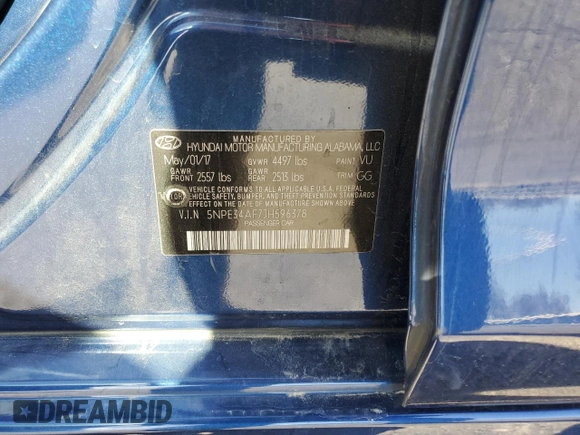 MANUFACTURED BY
HYUNDAI MOTOR MANUFACTURING ALABAMA, LLC
May/01/17 GVWR 4497 lbs PAINT VU
GAWR FRONT 2557 lbs GAWR REAR 2513 lbs TRIM GG
VEHICLE CONFORMS TO ALL APPLICABLE U.S.A. FEDERAL
VEHICLE SAFETY, BUMPER, AND THEFT PREVENTION STANDARDS
IN EFFECT ON THE DATE OF MANUFACTURE SHOWN ABOVE.
V.I.N 5NPE34AF7JH596378
PASSENGER CAR
DREAMBID